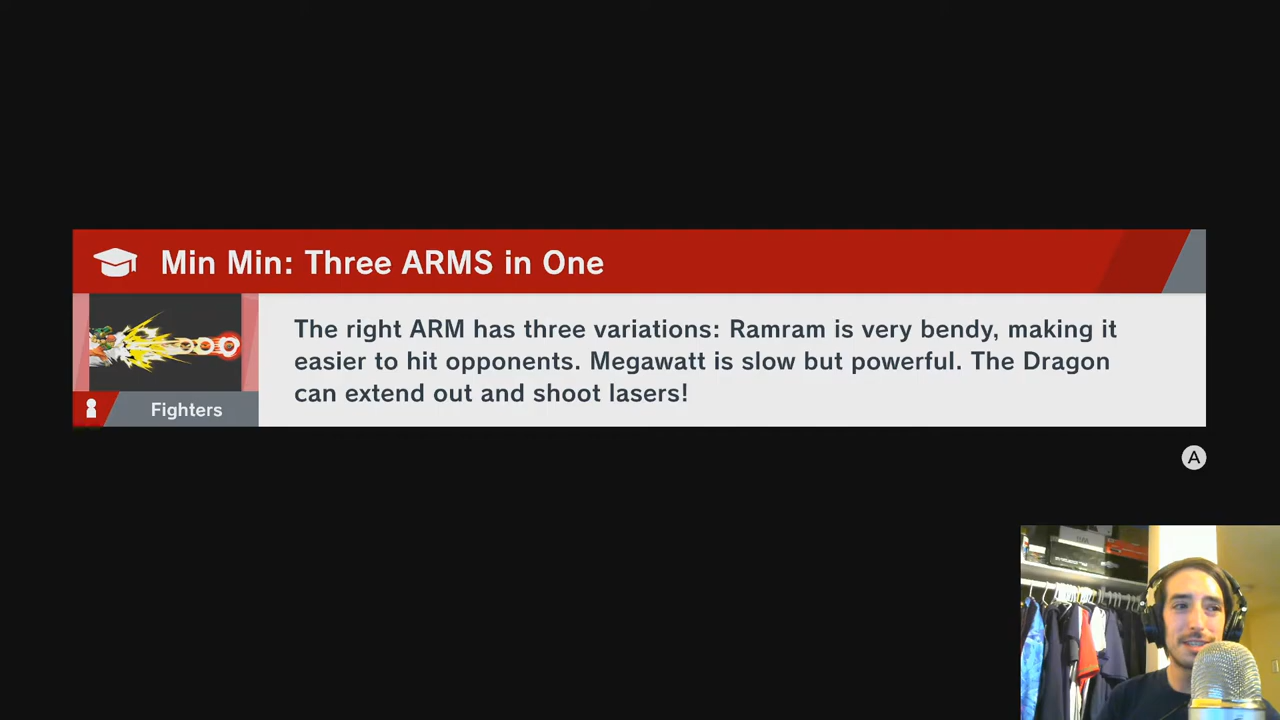 Min Min: Three ARMS in One
The right ARM has three variations: Ramram is very bendy, making it
easier to hit opponents. Megawatt is slow but powerful. The Dragon
can extend out and shoot lasers!
Fighters
A